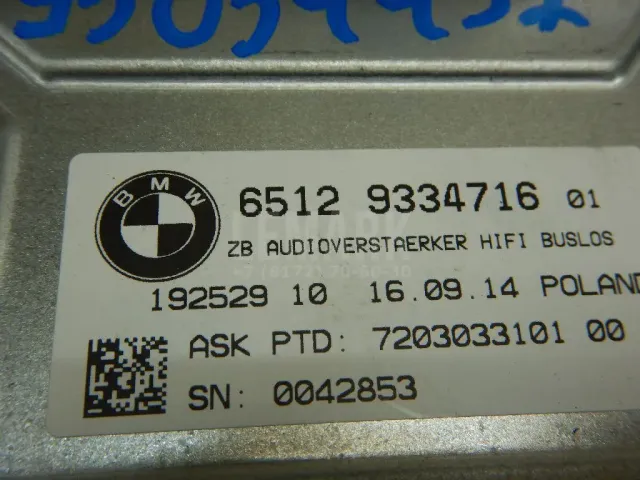 BMW
6512 9334716 01
ZB AUDIOVERSTAERKER HIFI BUSLOS
192529 10 16.09.14 POLAND
ASK PTD: 7203033101 00
SN: 0042853